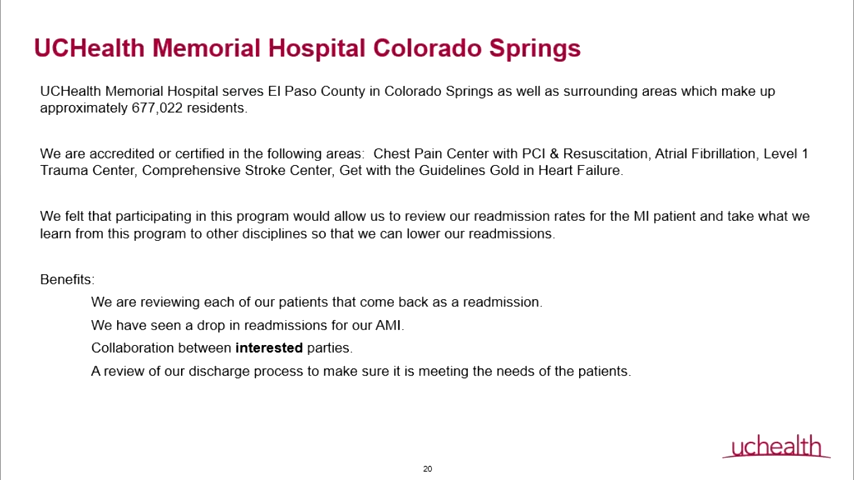 UCHealth Memorial Hospital Colorado Springs
UCHealth Memorial Hospital serves El Paso County in Colorado Springs as well as surrounding areas which make up
approximately 677,022 residents.
We are accredited or certified in the following areas:  Chest Pain Center with PCI & Resuscitation, Atrial Fibrillation, Level 1
Trauma Center, Comprehensive Stroke Center, Get with the Guidelines Gold in Heart Failure.
We felt that participating in this program would allow us to review our readmission rates for the MI patient and take what we
learn from this program to other disciplines so that we can lower our readmissions.
Benefits:
We are reviewing each of our patients that come back as a readmission.
We have seen a drop in readmissions for our AMI.
Collaboration between interested parties.
A review of our discharge process to make sure it is meeting the needs of the patients.
uchealth
20